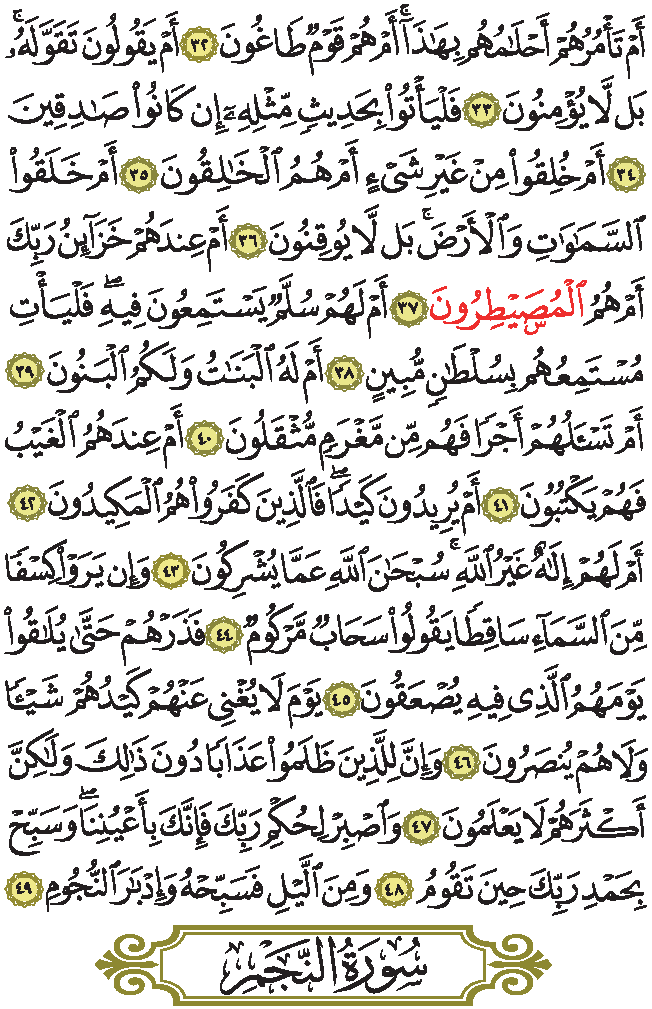 أَمْ تَأْمُرُهُمْ أَحْلَـٰمُهُم بِهَـٰذَآ ۚ أَمْ هُمْ قَوْمٌ طَاغُونَ ٣٢ أَمْ يَقُولُونَ تَقَوَّلَهُۥ ۚ
بَل لَّا يُؤْمِنُونَ ٣٣ فَلْيَأْتُوا۟ بِحَدِيثٍ مِّثْلِهِۦٓ إِن كَانُوا۟ صَـٰدِقِينَ
٣٤ أَمْ خُلِقُوا۟ مِنْ غَيْرِ شَىْءٍ أَمْ هُمُ ٱلْخَـٰلِقُونَ ٣٥ أَمْ خَلَقُوا۟
ٱلسَّمَـٰوَٰتِ وَٱلْأَرْضَ ۚ بَل لَّا يُوقِنُونَ ٣٦ أَمْ عِندَهُمْ خَزَآئِنُ رَبِّكَ
أَمْ هُمُ ٱلْمُصَۜيْطِرُونَ ٣٧ أَمْ لَهُمْ سُلَّمٌ يَسْتَمِعُونَ فِيهِ ۖ فَلْيَأْتِ
مُسْتَمِعُهُم بِسُلْطَـٰنٍ مُّبِينٍ ٣٨ أَمْ لَهُ ٱلْبَنَـٰتُ وَلَكُمُ ٱلْبَنُونَ ٣٩
أَمْ تَسْـَٔلُهُمْ أَجْرًا فَهُم مِّن مَّغْرَمٍ مُّثْقَلُونَ ٤٠ أَمْ عِندَهُمُ ٱلْغَيْبُ
فَهُمْ يَكْتُبُونَ ٤١ أَمْ يُرِيدُونَ كَيْدًا ۖ فَٱلَّذِينَ كَفَرُوا۟ هُمُ ٱلْمَكِيدُونَ ٤٢
أَمْ لَهُمْ إِلَـٰهٌ غَيْرُ ٱللَّهِ ۚ سُبْحَـٰنَ ٱللَّهِ عَمَّا يُشْرِكُونَ ٤٣ وَإِن يَرَوْا۟ كِسْفًا
مِّنَ ٱلسَّمَآءِ سَاقِطًا يَقُولُوا۟ سَحَابٌ مَّرْكُومٌ ٤٤ فَذَرْهُمْ حَتَّىٰ يُلَـٰقُوا۟
يَوْمَهُمُ ٱلَّذِى فِيهِ يُصْعَقُونَ ٤٥ يَوْمَ لَا يُغْنِى عَنْهُمْ كَيْدُهُمْ شَيْـًٔا
وَلَا هُمْ يُنصَرُونَ ٤٦ وَإِنَّ لِلَّذِينَ ظَلَمُوا۟ عَذَابًا دُونَ ذَٰلِكَ وَلَـٰكِنَّ
أَكْثَرَهُمْ لَا يَعْلَمُونَ ٤٧ وَٱصْبِرْ لِحُكْمِ رَبِّكَ فَإِنَّكَ بِأَعْيُنِنَا ۖ وَسَبِّحْ
بِحَمْدِ رَبِّكَ حِينَ تَقُومُ ٤٨ وَمِنَ ٱلَّيْلِ فَسَبِّحْهُ وَإِدْبَـٰرَ ٱلنُّجُومِ ٤٩
سُورَةُ النَّجْمِ